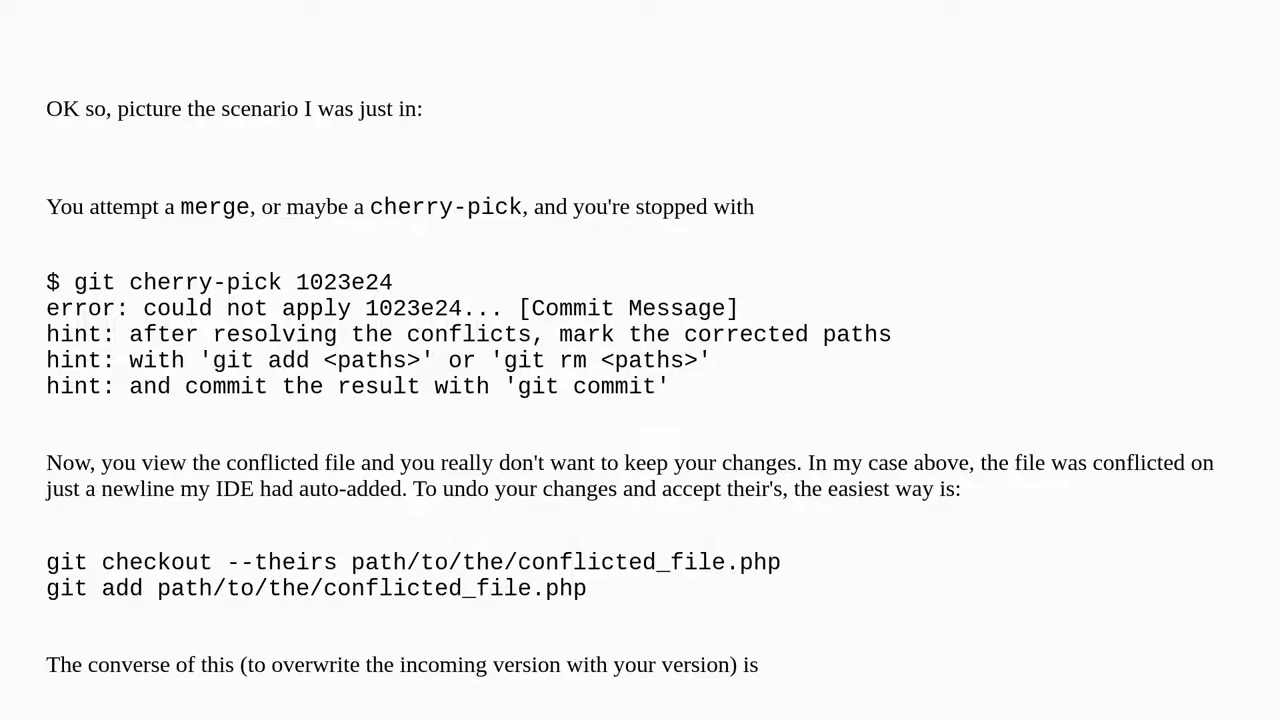 OK so, picture the scenario I was just in:
You attempt a merge, or maybe a cherry-pick, and you're stopped with
$ git cherry-pick 1023e24
error: could not apply 1023e24... [Commit Message]
hint: after resolving the conflicts, mark the corrected paths
hint: with 'git add <paths>' or 'git rm <paths>'
hint: and commit the result with 'git commit'
Now, you view the conflicted file and you really don't want to keep your changes. In my case above, the file was conflicted on
just a newline my IDE had auto-added. To undo your changes and accept their's, the easiest way is:
git checkout --theirs path/to/the/conflicted_file.php
git add path/to/the/conflicted_file.php
The converse of this (to overwrite the incoming version with your version) is